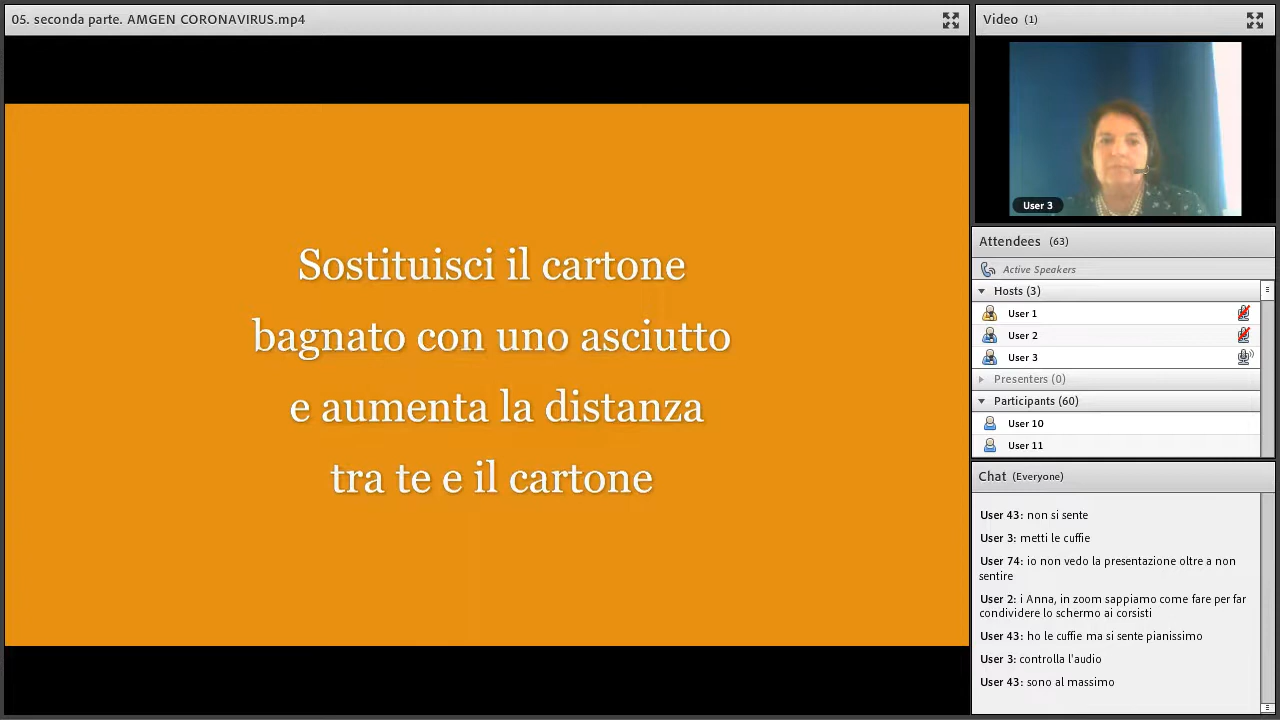 05. seconda parte. AMGEN CORONAVIRUS.mp4
Sostituisci il cartone
bagnato con uno asciutto
e aumenta la distanza
tra te e il cartone
Video (1)
User 3
Attendees (63)
Active Speakers
Hosts (3)
User 1
User 2
User 3
Presenters (0)
Participants (60)
User 10
User 11
Chat (Everyone)
User 43: non si sente
User 3: metti le cuffie
User 74: io non vedo la presentazione oltre a non
sentire
User 2: i Anna, in zoom sappiamo come fare per far
condividere lo schermo ai corsisti
User 43: ho le cuffie ma si sente pianissimo
User 3: controlla l'audio
User 43: sono al massimo